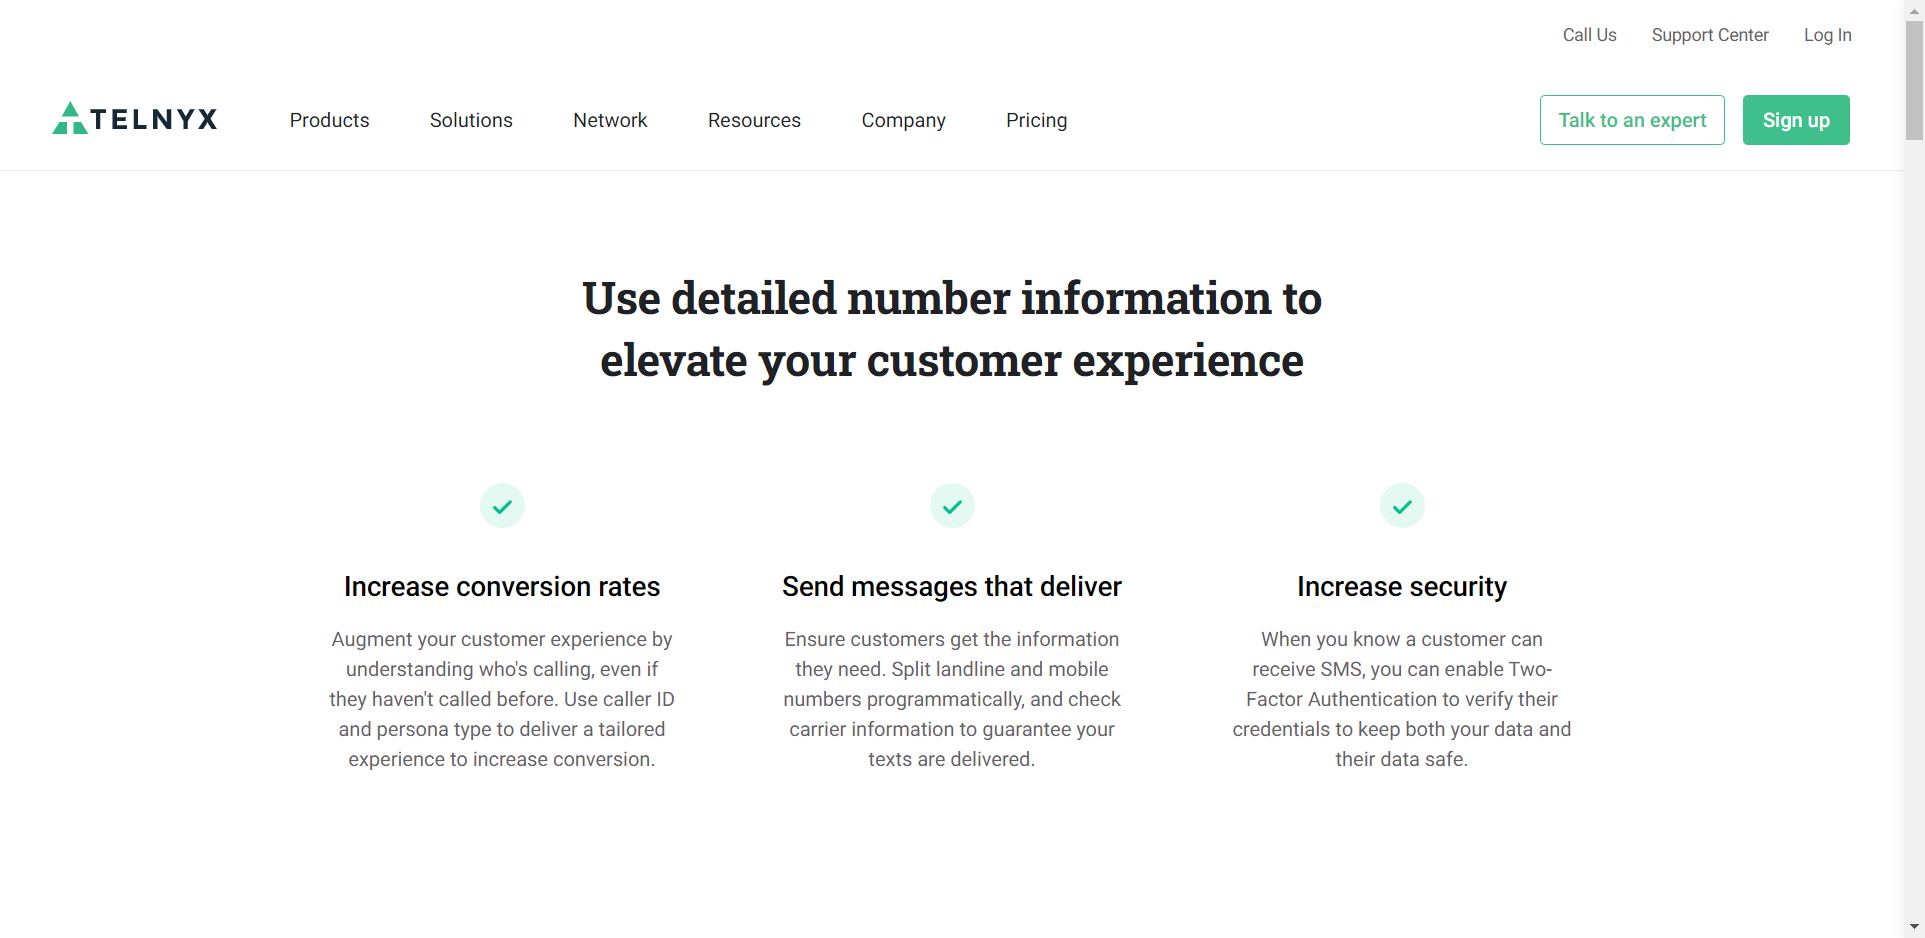 Call Us Support Center Log In
TELNYX Products Solutions Network Resources Company Pricing Talk to an expert Sign up
Use detailed number information to
elevate your customer experience
Increase conversion rates
Augment your customer experience by
understanding who's calling, even if
they haven't called before. Use caller ID
and persona type to deliver a tailored
experience to increase conversion.
Send messages that deliver
Ensure customers get the information
they need. Split landline and mobile
numbers programmatically, and check
carrier information to guarantee your
texts are delivered.
Increase security
When you know a customer can
receive SMS, you can enable Two-
Factor Authentication to verify their
credentials to keep both your data and
their data safe.